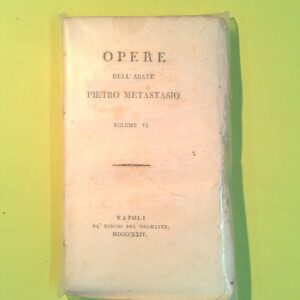 OPERE
DELL ABATE
PIETRO METASTASIO
VOLUME VI.
NAPOLI
DA' TORCHI DEL TRAMATER.
MDCCCXXIV.